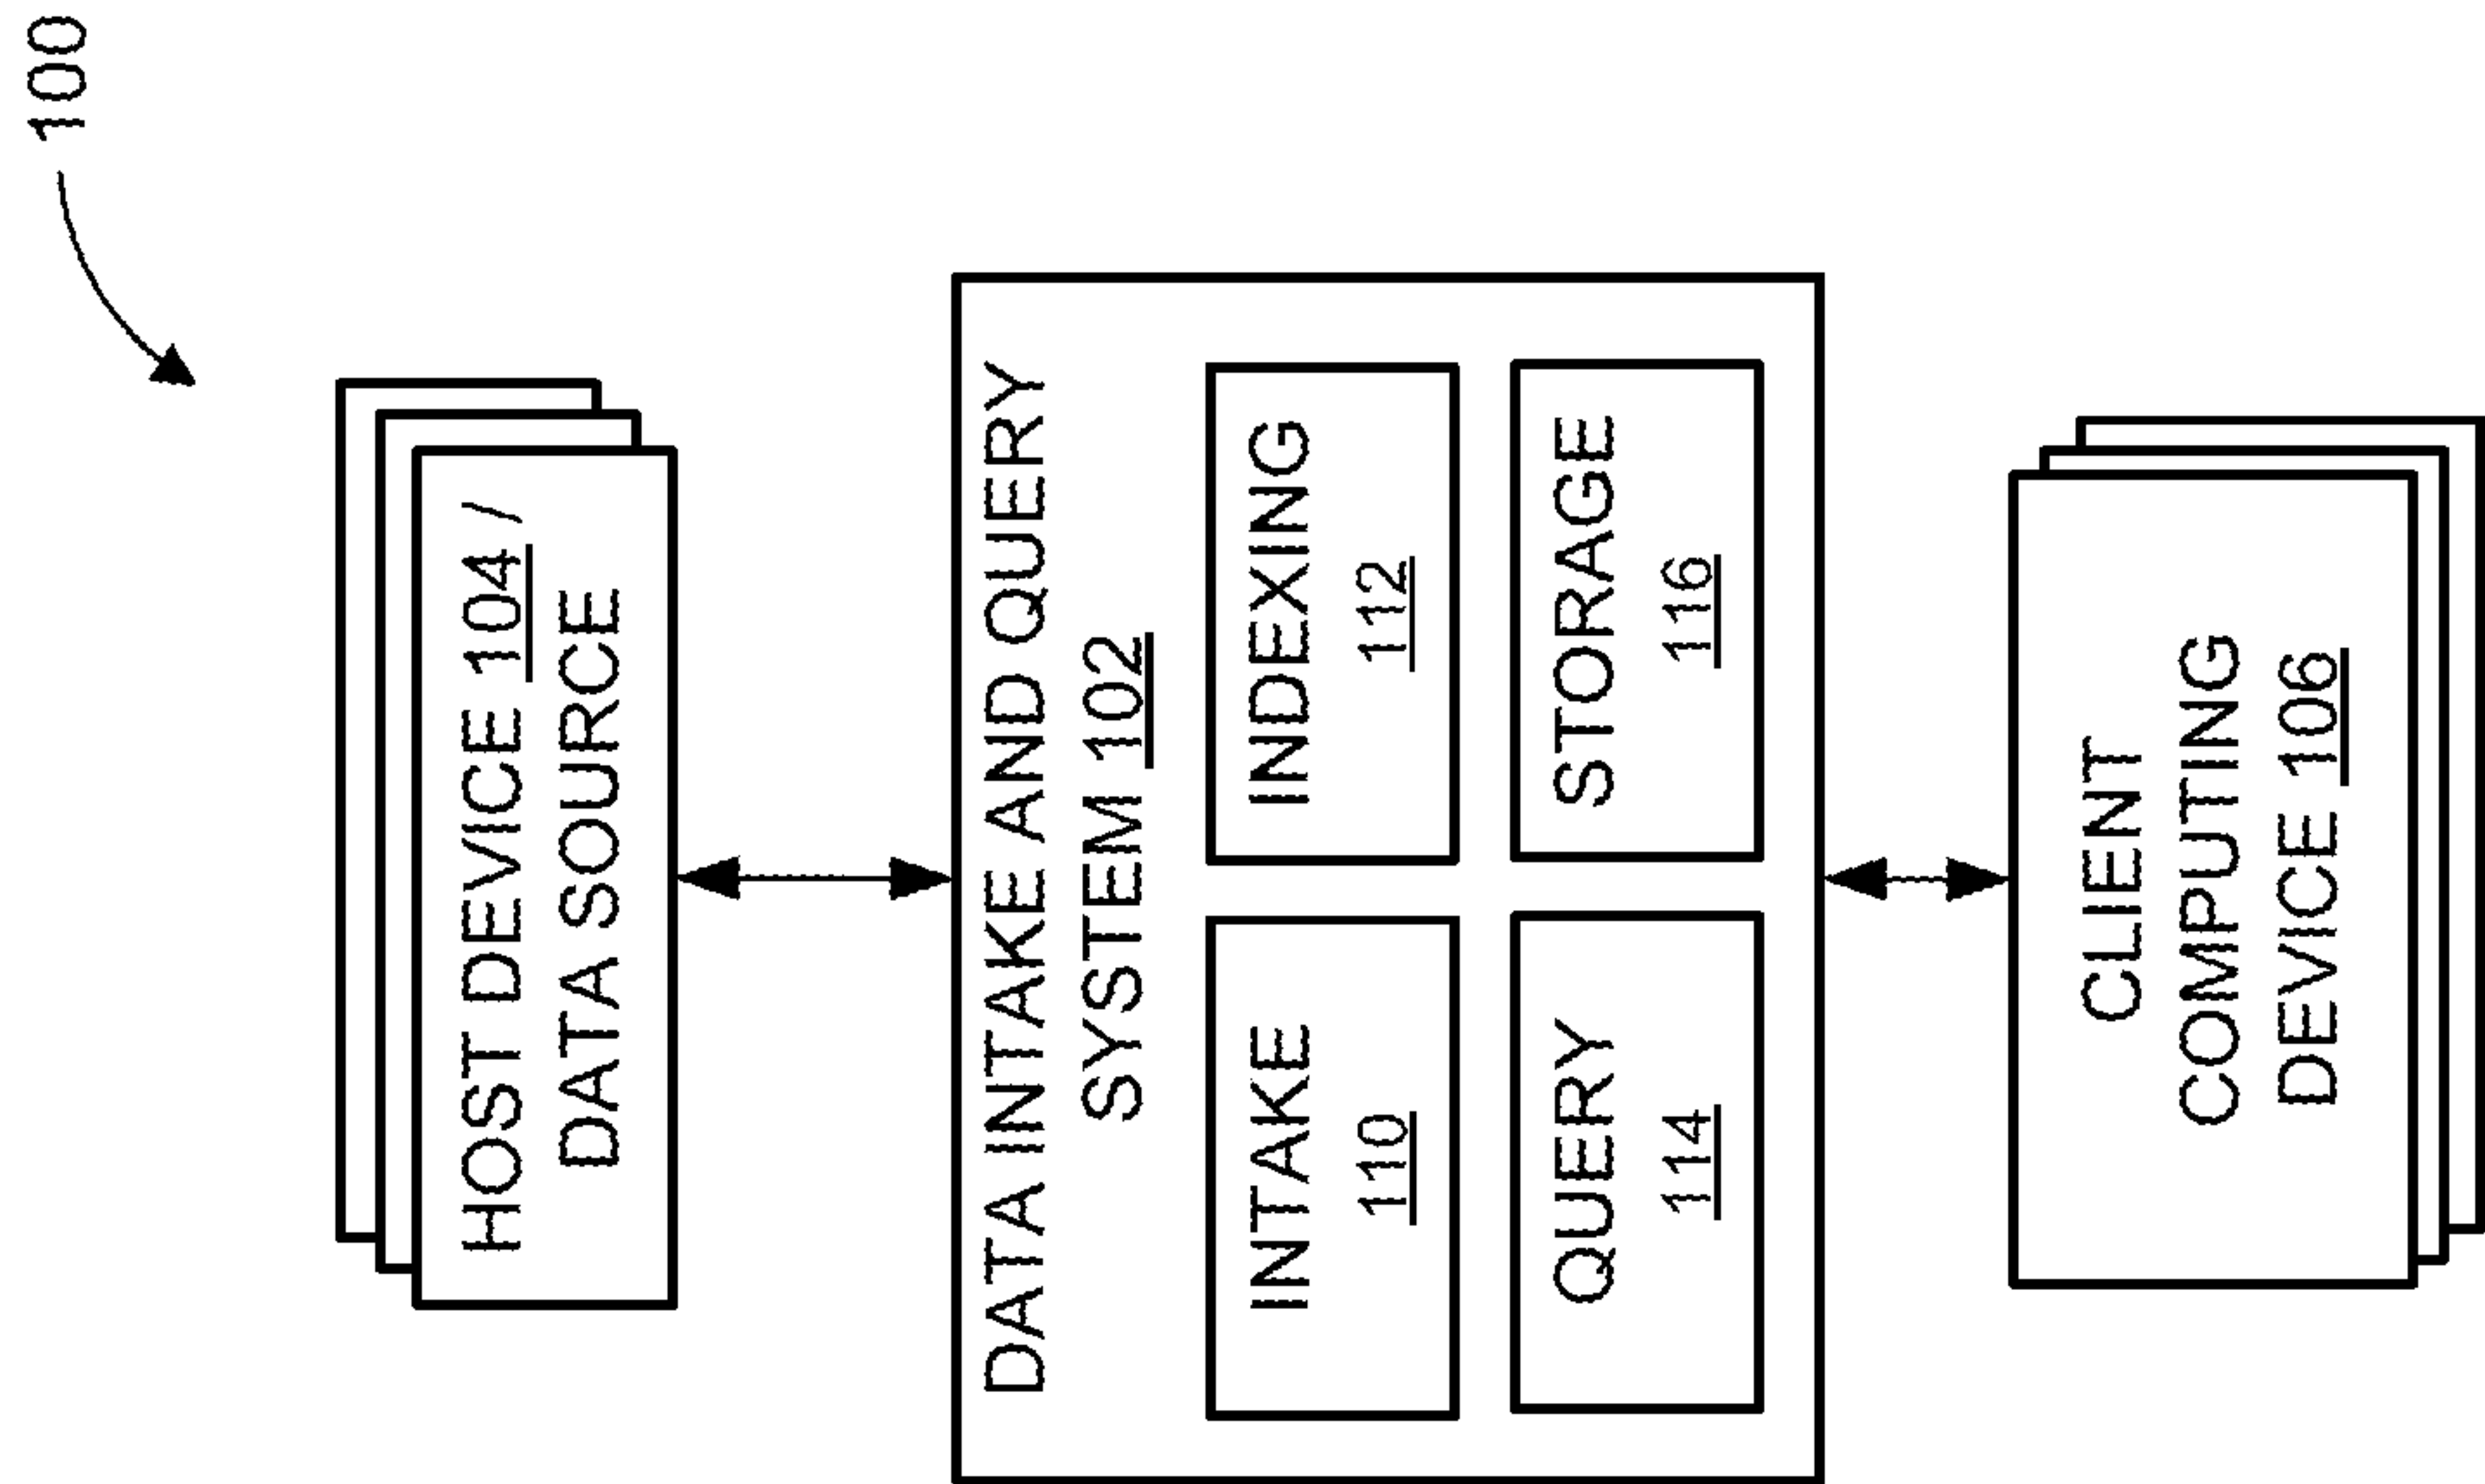 100
HOST DEVICE 104 /
DATA SOURCE
DATA INTAKE AND QUERY
SYSTEM 102
INTAKE
110
INDEXING
112
QUERY
114
STORAGE
116
CLIENT
COMPUTING
DEVICE 106